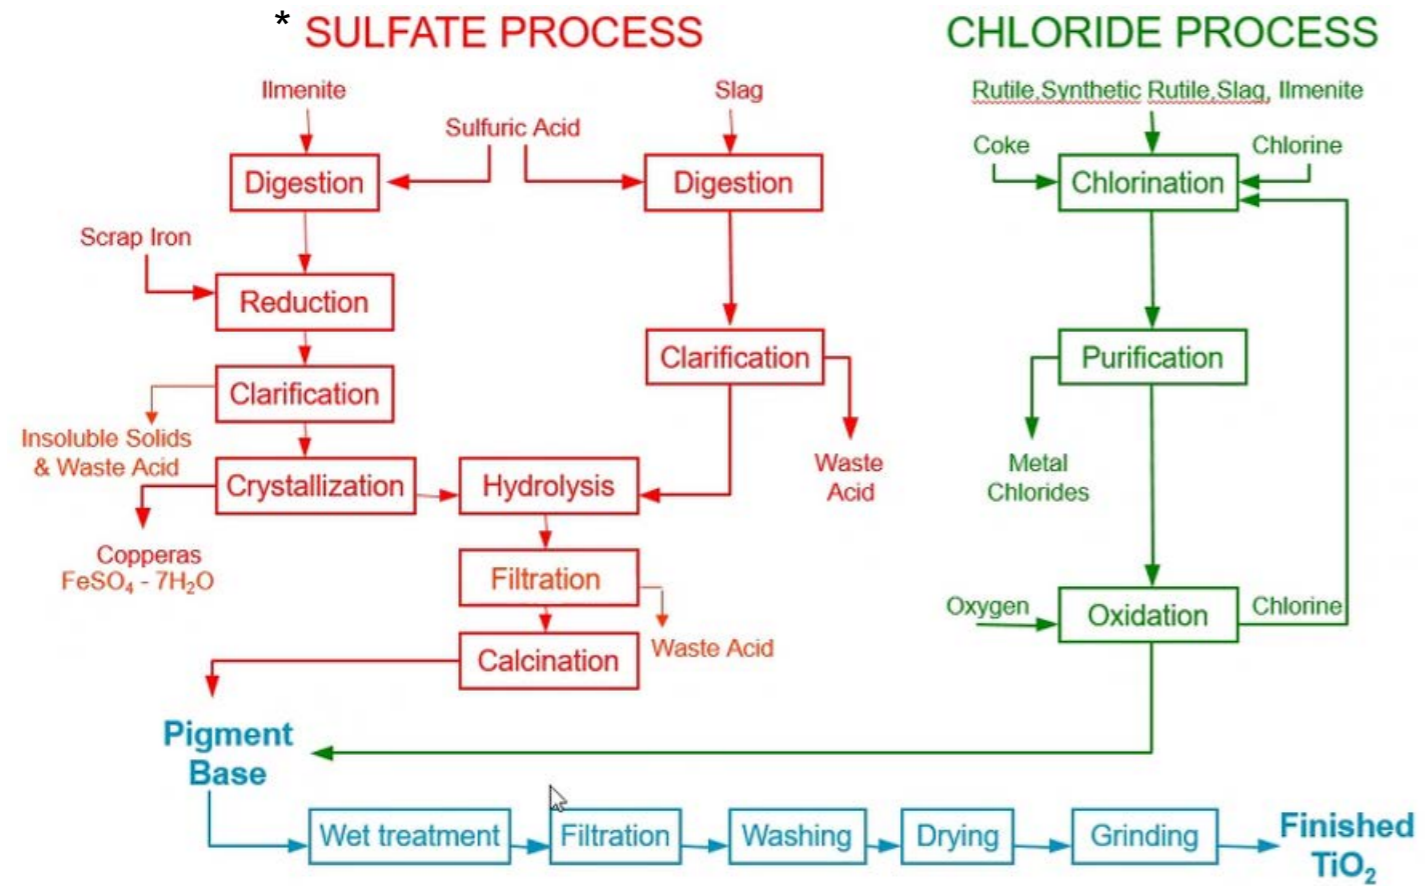 * SULFATE PROCESS
CHLORIDE PROCESS
Ilmenite
Slag
Sulfuric Acid
Digestion
Digestion
Scrap Iron
Reduction
Clarification
Clarification
Insoluble Solids
& Waste Acid
Waste
Acid
Crystallization
Hydrolysis
Copperas
FeSO₄ - 7H₂O
Filtration
Waste Acid
Calcination
Rutile,Synthetic Rutile,Slag, Ilmenite
Coke
Chlorine
Chlorination
Purification
Metal
Chlorides
Oxygen
Oxidation
Chlorine
Pigment
Base
Wet treatment
Filtration
Washing
Drying
Grinding
Finished
TiO₂